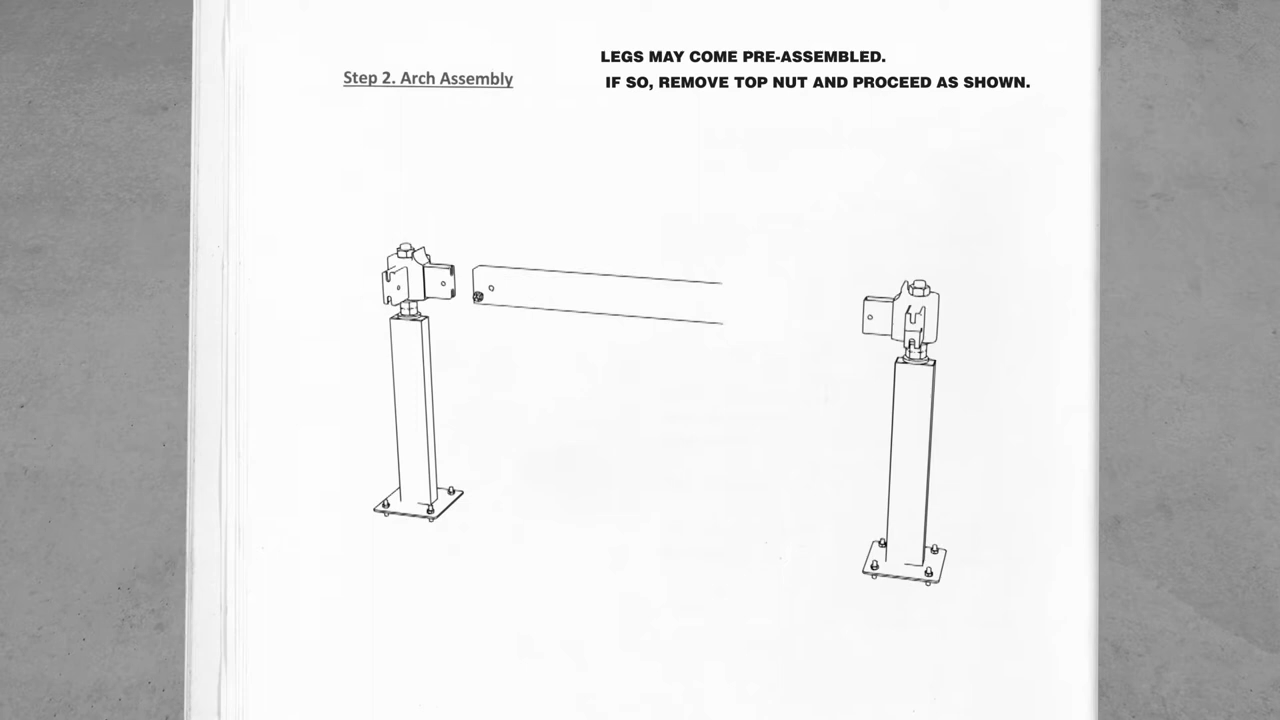 LEGS MAY COME PRE-ASSEMBLED.
Step 2. Arch Assembly
IF SO, REMOVE TOP NUT AND PROCEED AS SHOWN.